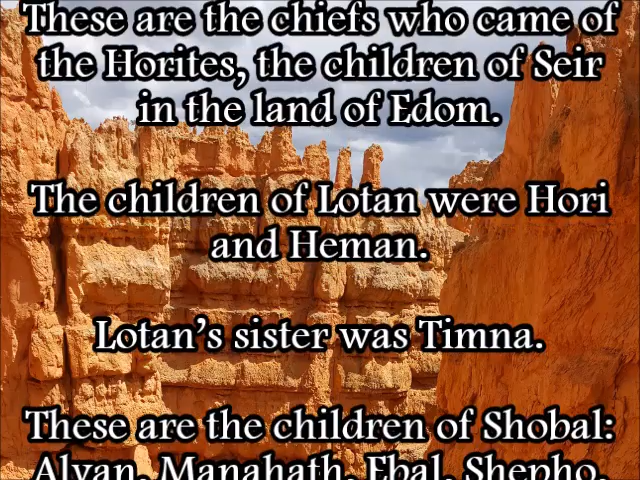 These are the chiefs who came of
the Horites, the children of Seir
in the land of Edom.
The children of Lotan were Hori
and Heman.
Lotan’s sister was Timna.
These are the children of Shobal:
Alvan, Manahath, Ebal, Shepho,